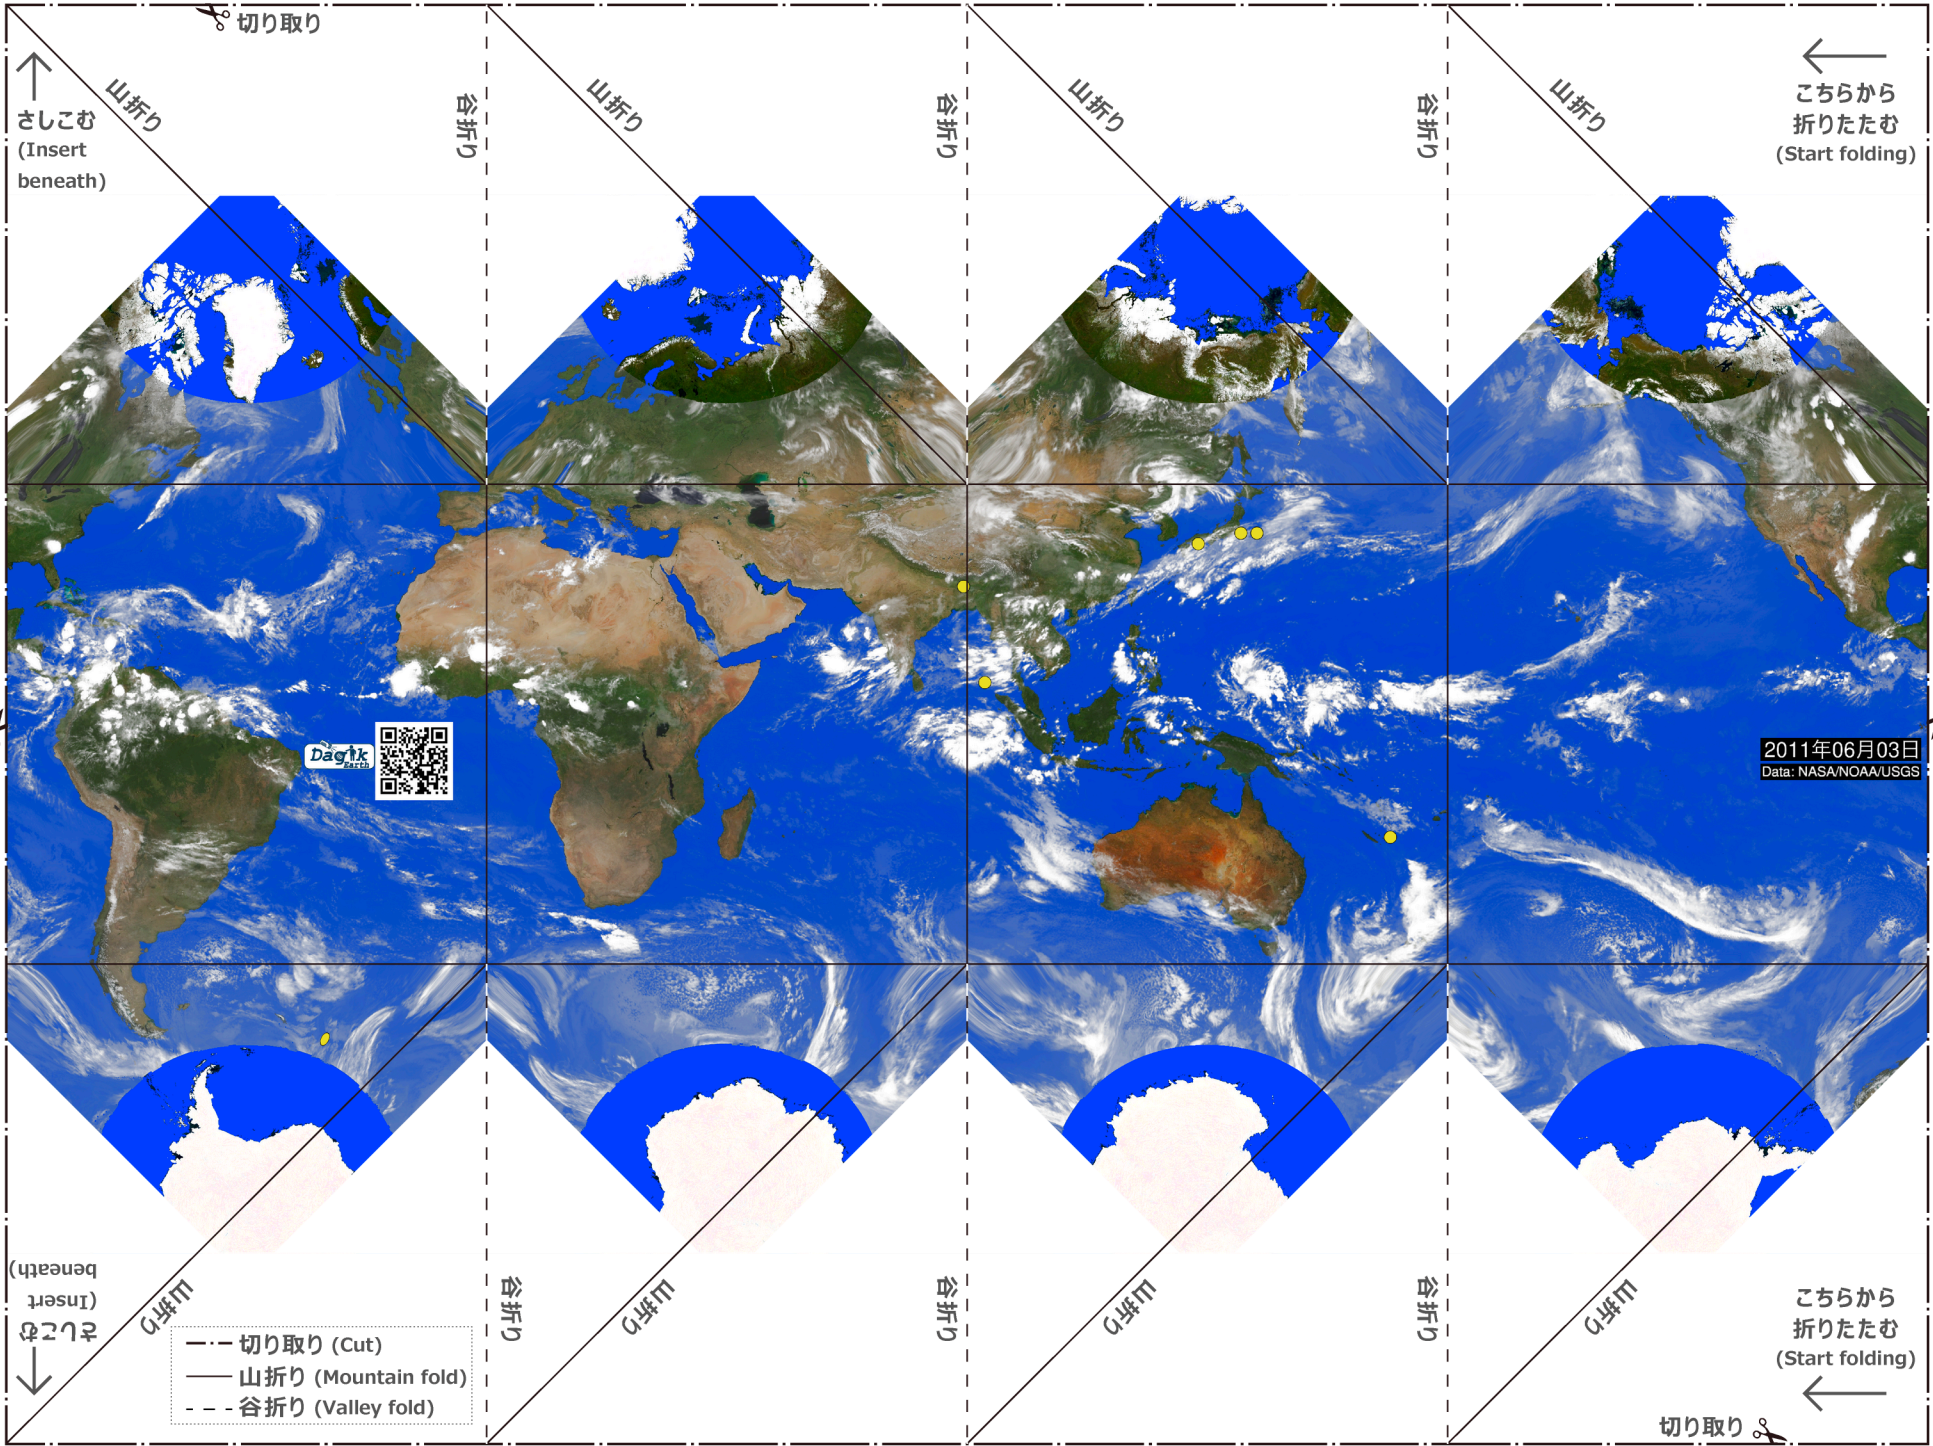 切り取り
山折り
谷折り
山折り
谷折り
山折り
谷折り
山折り
さしこむ
(Insert
beneath)
こちらから
折りたたむ
(Start folding)
Dagik
Earth
2011年06月03日
Data: NASA/NOAA/USGS
さしこむ
(Insert
beneath)
山折り
谷折り
山折り
谷折り
山折り
谷折り
山折り
こちらから
折りたたむ
(Start folding)
切り取り (Cut)
山折り (Mountain fold)
谷折り (Valley fold)
切り取り